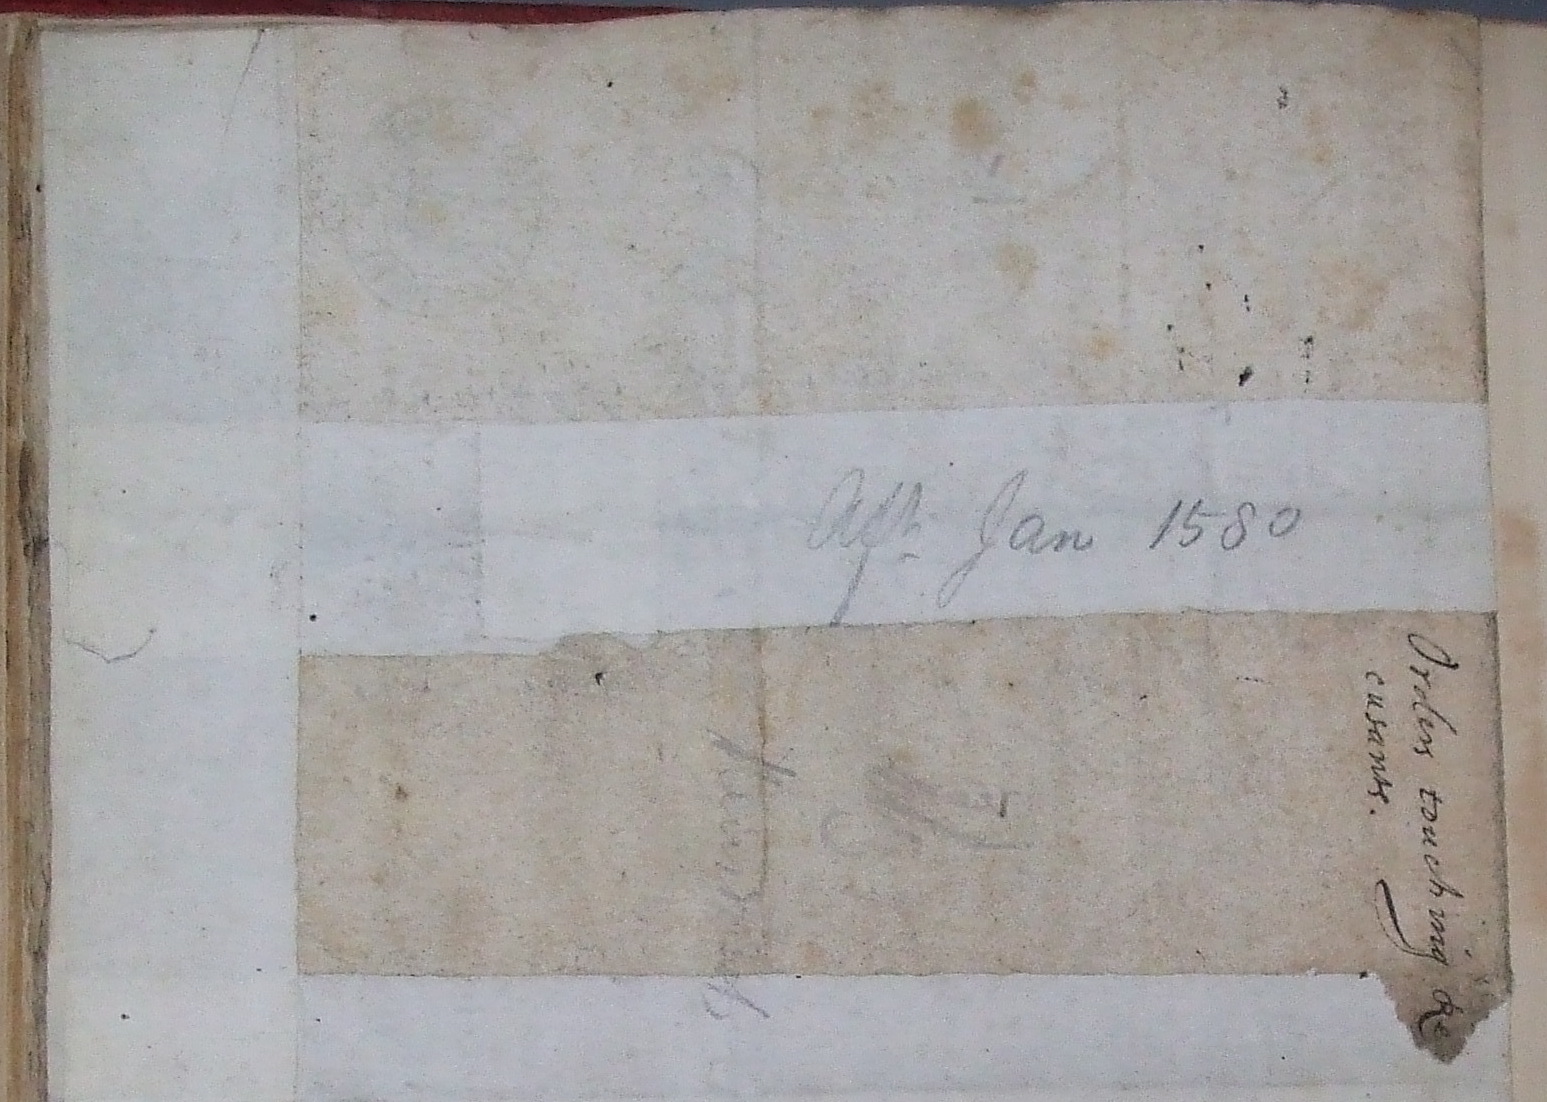 Aft. Jan 1580
Orders touching Re
cusants.